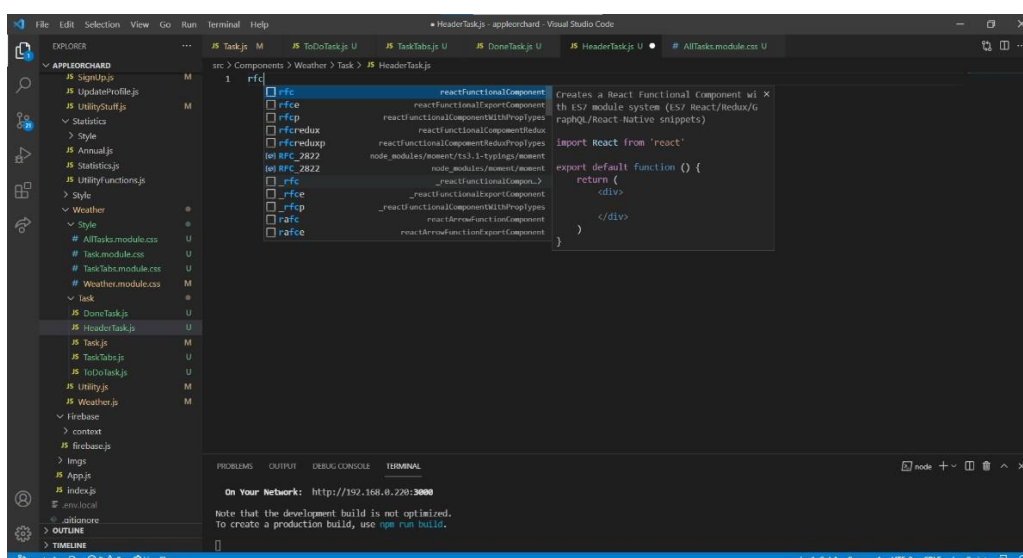 File Edit Selection View Go Run Terminal Help
● HeaderTask.js - appleorchard - Visual Studio Code
EXPLORER
JS Task.js M JS ToDoTask.js U JS TaskTabs.js U JS DoneTask.js U JS HeaderTask.js U ● # AllTasks.module.css U
APPLEORCHARD
src > Components > Weather > Task > JS HeaderTask.js
JS SignUp.js M
JS UpdateProfile.js
JS UtilityStuff.js M
Statistics
> Style
JS Annual.js
JS Statistics.js
JS UtilityFunctions.js
> Style
Weather
Style
# AllTasks.module.css U
# Task.module.css U
# TaskTabs.module.css U
# Weather.module.css M
Task
JS DoneTask.js U
JS HeaderTask.js U
JS Task.js M
JS TaskTabs.js U
JS ToDoTask.js U
JS Utility.js M
JS Weather.js M
Firebase
> context
JS firebase.js
> Imgs
JS App.js
JS index.js
.env.local
.gitignore
> OUTLINE
> TIMELINE
1 rfc
rfc reactFunctionalComponent
rfce reactFunctionalExportComponent
rfcp reactFunctionalComponentWithPropTypes
rfcredux reactFunctionalCompomentRedux
rfcreduxp reactFunctionalCompomentReduxPropTypes
RFC_2822 node_modules/moment/ts3.1-typings/moment
RFC_2822 node_modules/moment/moment
_rfc _reactFunctionalCompon…>
_rfce _reactFunctionalExportComponent
_rfcp _reactFunctionalComponentWithPropTypes
rafc reactArrowFunctionComponent
rafce reactArrowFunctionExportComponent
Creates a React Functional Component wi
th ES7 module system (ES7 React/Redux/G
raphQL/React-Native snippets)
import React from 'react'
export default function () {
return (
<div>
</div>
)
}
PROBLEMS OUTPUT DEBUG CONSOLE TERMINAL
node
On Your Network: http://192.168.0.220:3000
Note that the development build is not optimized.
To create a production build, use npm run build.